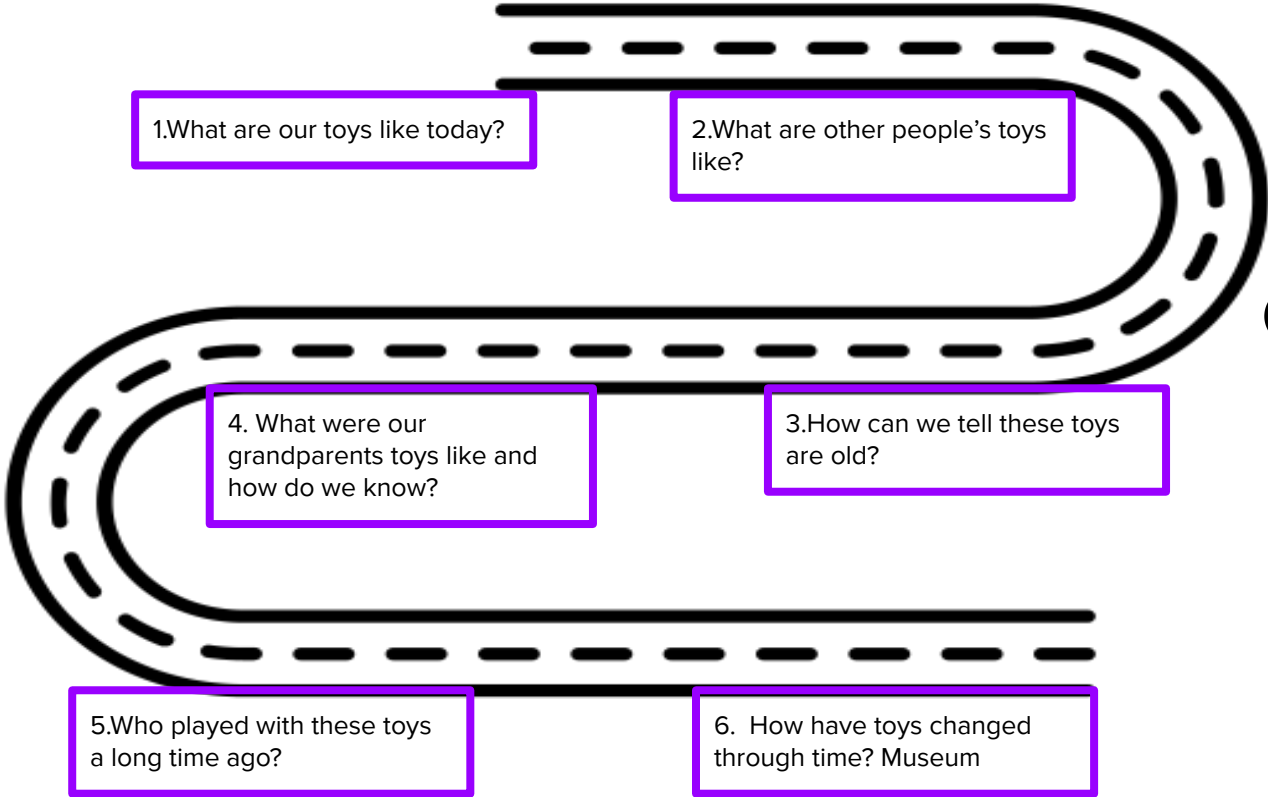 1.What are our toys like today?
2.What are other people’s toys
like?
3.How can we tell these toys
are old?
4. What were our
grandparents toys like and
how do we know?
5.Who played with these toys
a long time ago?
6.  How have toys changed
through time? Museum